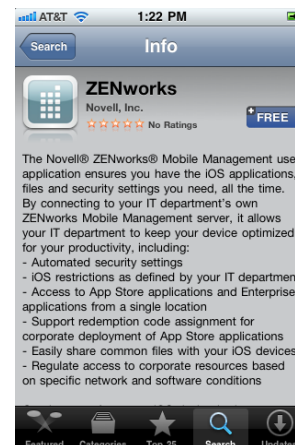 AT&T 1:22 PM
Search Info
ZENworks
Novell, Inc.
No Ratings
FREE
The Novell® ZENworks® Mobile Management use
application ensures you have the iOS applications,
files and security settings you need, all the time.
By connecting to your IT department's own
ZENworks Mobile Management server, it allows
your IT department to keep your device optimized
for your productivity, including:
- Automated security settings
- iOS restrictions as defined by your IT departmen
- Access to App Store applications and Enterprise
applications from a single location
- Support redemption code assignment for
corporate deployment of App Store applications
- Easily share common files with your iOS devices
- Regulate access to corporate resources based
on specific network and software conditions
Featured Categories Top 25 Search Updates